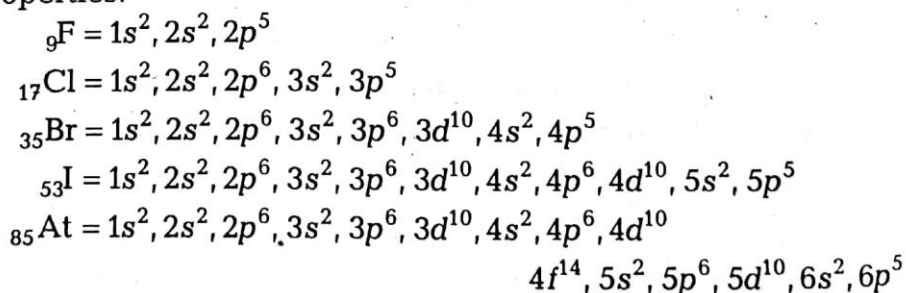 operties.
₉F = 1s², 2s², 2p⁵
₁₇Cl = 1s², 2s², 2p⁶, 3s², 3p⁵
₃₅Br = 1s², 2s², 2p⁶, 3s², 3p⁶, 3d¹⁰, 4s², 4p⁵
₅₃I = 1s², 2s², 2p⁶, 3s², 3p⁶, 3d¹⁰, 4s², 4p⁶, 4d¹⁰, 5s², 5p⁵
₈₅At = 1s², 2s², 2p⁶, 3s², 3p⁶, 3d¹⁰, 4s², 4p⁶, 4d¹⁰
4f¹⁴, 5s², 5p⁶, 5d¹⁰, 6s², 6p⁵